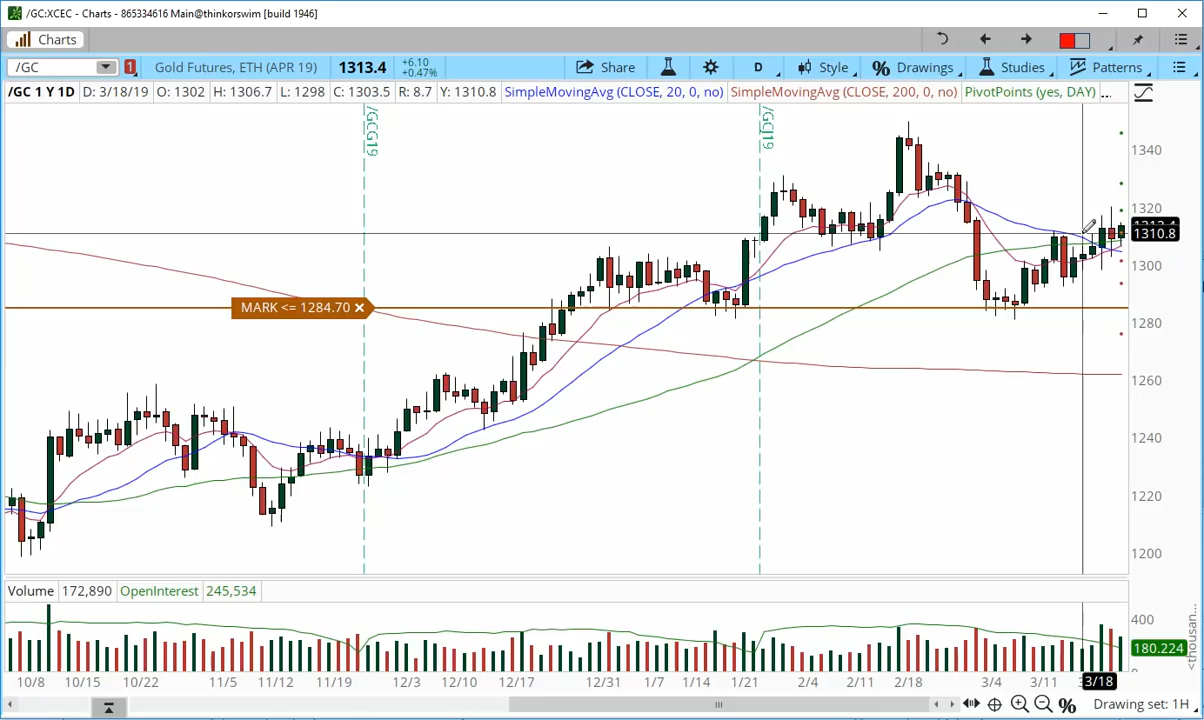 /GC:XCEC - Charts - 865334616 Main@thinkorswim [build 1946]
Charts
/GC 1 Gold Futures, ETH (APR 19) 1313.4 +6.10 +0.47% Share D Style % Drawings Studies Patterns
/GC 1 Y 1D D: 3/18/19 O: 1302 H: 1306.7 L: 1298 C: 1303.5 R: 8.7 Y: 1310.8 SimpleMovingAvg (CLOSE, 20, 0, no) SimpleMovingAvg (CLOSE, 200, 0, no) PivotPoints (yes, DAY) ...
/GCG19
/GCJ19
1340
1320
1310.8
1300
MARK <= 1284.70 ×
1280
1260
1240
1220
1200
Volume 172,890 OpenInterest 245,534
400
180.224
<thousan...
10/8 10/15 10/22 11/5 11/12 11/19 12/3 12/10 12/17 12/31 1/7 1/14 1/21 2/4 2/11 2/18 3/4 3/11 3/18
% Drawing set: 1H